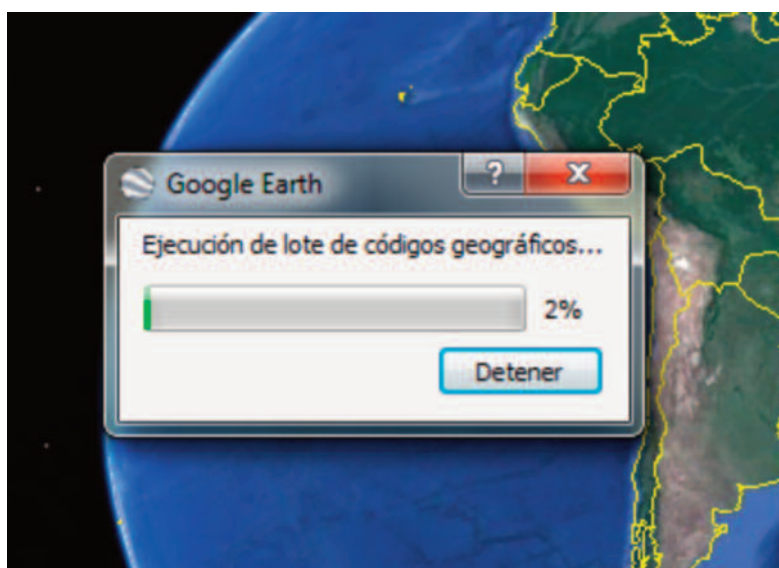 Google Earth
?
Ejecución de lote de códigos geográficos...
2%
Detener